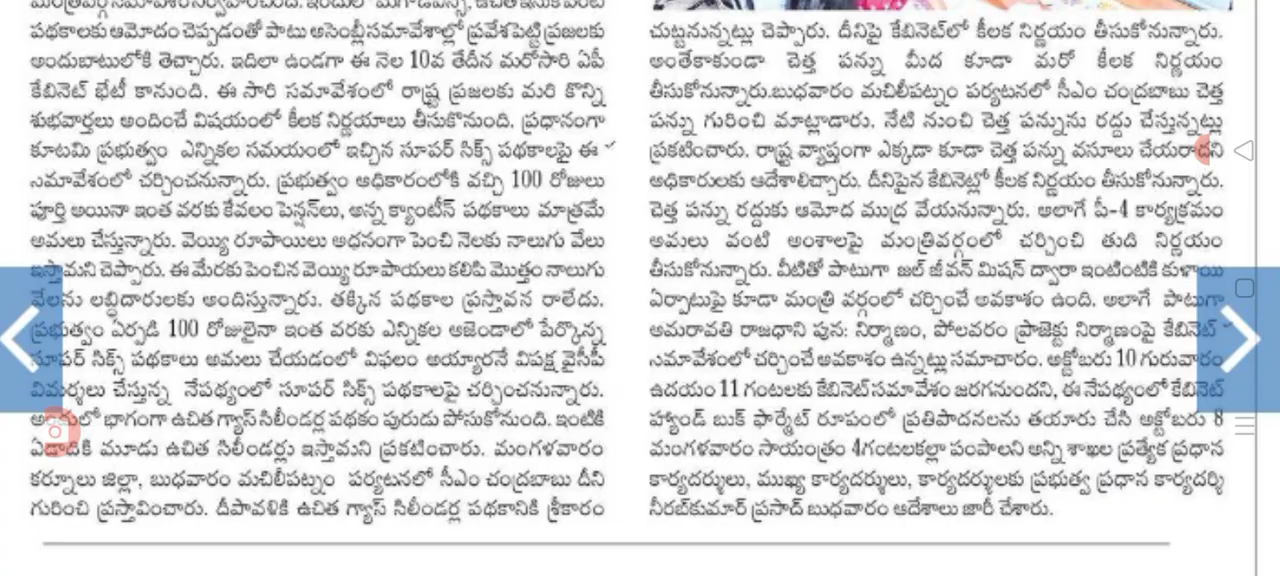 పథకాలకు ఆమోదం చెప్పడంతో పాటు అసెంబ్లీ సమావేశాల్లో ప్రవేశపెట్టి ప్రజలకు
అందుబాటులోకి తెచ్చారు. ఇదిలా ఉండగా ఈ నెల 10వ తేదీన మరోసారి ఏపీ
కేబినెట్ భేటీ కానుంది. ఈ సారి సమావేశంలో రాష్ట్ర ప్రజలకు మరి కొన్ని
శుభవార్తలు అందించే విషయంలో కీలక నిర్ణయాలు తీసుకోనుంది. ప్రధానంగా
కూటమి ప్రభుత్వం ఎన్నికల సమయంలో ఇచ్చిన సూపర్ సిక్స్ పథకాలపై ఈ
సమావేశంలో చర్చించనున్నారు. ప్రభుత్వం అధికారంలోకి వచ్చి 100 రోజులు
పూర్తి అయినా ఇంత వరకు కేవలం పెన్షన్‌లు, అన్న క్యాంటీన్ పథకాలు మాత్రమే
అమలు చేస్తున్నారు. వెయ్యి రూపాయిలు అధనంగా పెంచి నెలకు నాలుగు వేలు
ఇస్తామని చెప్పారు. ఈ మేరకు పెంచిన వెయ్యి రూపాయలు కలిపి మొత్తం నాలుగు
వేలను లబ్ధిదారులకు అందిస్తున్నారు. తక్కిన పథకాల ప్రస్తావన రాలేదు.
ప్రభుత్వం ఏర్పడి 100 రోజులైనా ఇంత వరకు ఎన్నికల అజెండాలో పేర్కొన్న
సూపర్ సిక్స్ పథకాలు అమలు చేయడంలో విఫలం అయ్యారనే విపక్ష వైసీపీ
విమర్శలు చేస్తున్న నేపథ్యంలో సూపర్ సిక్స్ పథకాలపై చర్చించనున్నారు.
అందులో భాగంగా ఉచిత గ్యాస్ సిలిండర్ల పథకం పురుడు పోసుకోనుంది. ఇంటికి
ఏడాదికి మూడు ఉచిత సిలిండర్లు ఇస్తామని ప్రకటించారు. మంగళవారం
కర్నూలు జిల్లా, బుధవారం మచిలీపట్నం పర్యటనలో సీఎం చంద్రబాబు దీని
గురించి ప్రస్తావించారు. దీపావళికి ఉచిత గ్యాస్ సిలండర్ల పథకానికి శ్రీకారం
చుట్టనున్నట్లు చెప్పారు. దీనిపై కేబినెట్‌లో కీలక నిర్ణయం తీసుకోనున్నారు.
అంతేకాకుండా చెత్త పన్ను మీద కూడా మరో కీలక నిర్ణయం
తీసుకోనున్నారు.బుధవారం మచిలీపట్నం పర్యటనలో సీఎం చంద్రబాబు చెత్త
పన్ను గురించి మాట్లాడారు. నేటి నుంచి చెత్త పన్నును రద్దు చేస్తున్నట్లు
ప్రకటించారు. రాష్ట్ర వ్యాప్తంగా ఎక్కడా కూడా చెత్త పన్ను వసూలు చేయరాదని
అధికారులకు ఆదేశాలిచ్చారు. దీనిపైన కేబినెట్లో కీలక నిర్ణయం తీసుకోనున్నారు.
చెత్త పన్ను రద్దుకు ఆమోద ముద్ర వేయనున్నారు. అలాగే పీ-4 కార్యక్రమం
అమలు వంటి అంశాలపై మంత్రివర్గంలో చర్చించి తుది నిర్ణయం
తీసుకోనున్నారు. వీటితో పాటుగా జల్ జీవన్ మిషన్ ద్వారా ఇంటింటికి కుళాయి
ఏర్పాటుపై కూడా మంత్రి వర్గంలో చర్చించే అవకాశం ఉంది. అలాగే పాటుగా
అమరావతి రాజధాని పున: నిర్మాణం, పోలవరం ప్రాజెక్టు నిర్మాణంపై కేబినెట్
సమావేశంలో చర్చించే అవకాశం ఉన్నట్లు సమాచారం. అక్టోబరు 10 గురువారం
ఉదయం 11 గంటలకు కేబినెట్ సమావేశం జరగనుందని, ఈ నేపథ్యంలో కేబినెట్
హ్యాండ్ బుక్ ఫార్మేట్ రూపంలో ప్రతిపాదనలను తయారు చేసి అక్టోబరు 8
మంగళవారం సాయంత్రం 4గంటలకల్లా పంపాలని అన్ని శాఖల ప్రత్యేక ప్రధాన
కార్యదర్శులు, ముఖ్య కార్యదర్శులు, కార్యదర్శులకు ప్రభుత్వ ప్రధాన కార్యదర్శి
నీరబ్‌కుమార్ ప్రసాద్ బుధవారం ఆదేశాలు జారీ చేశారు.